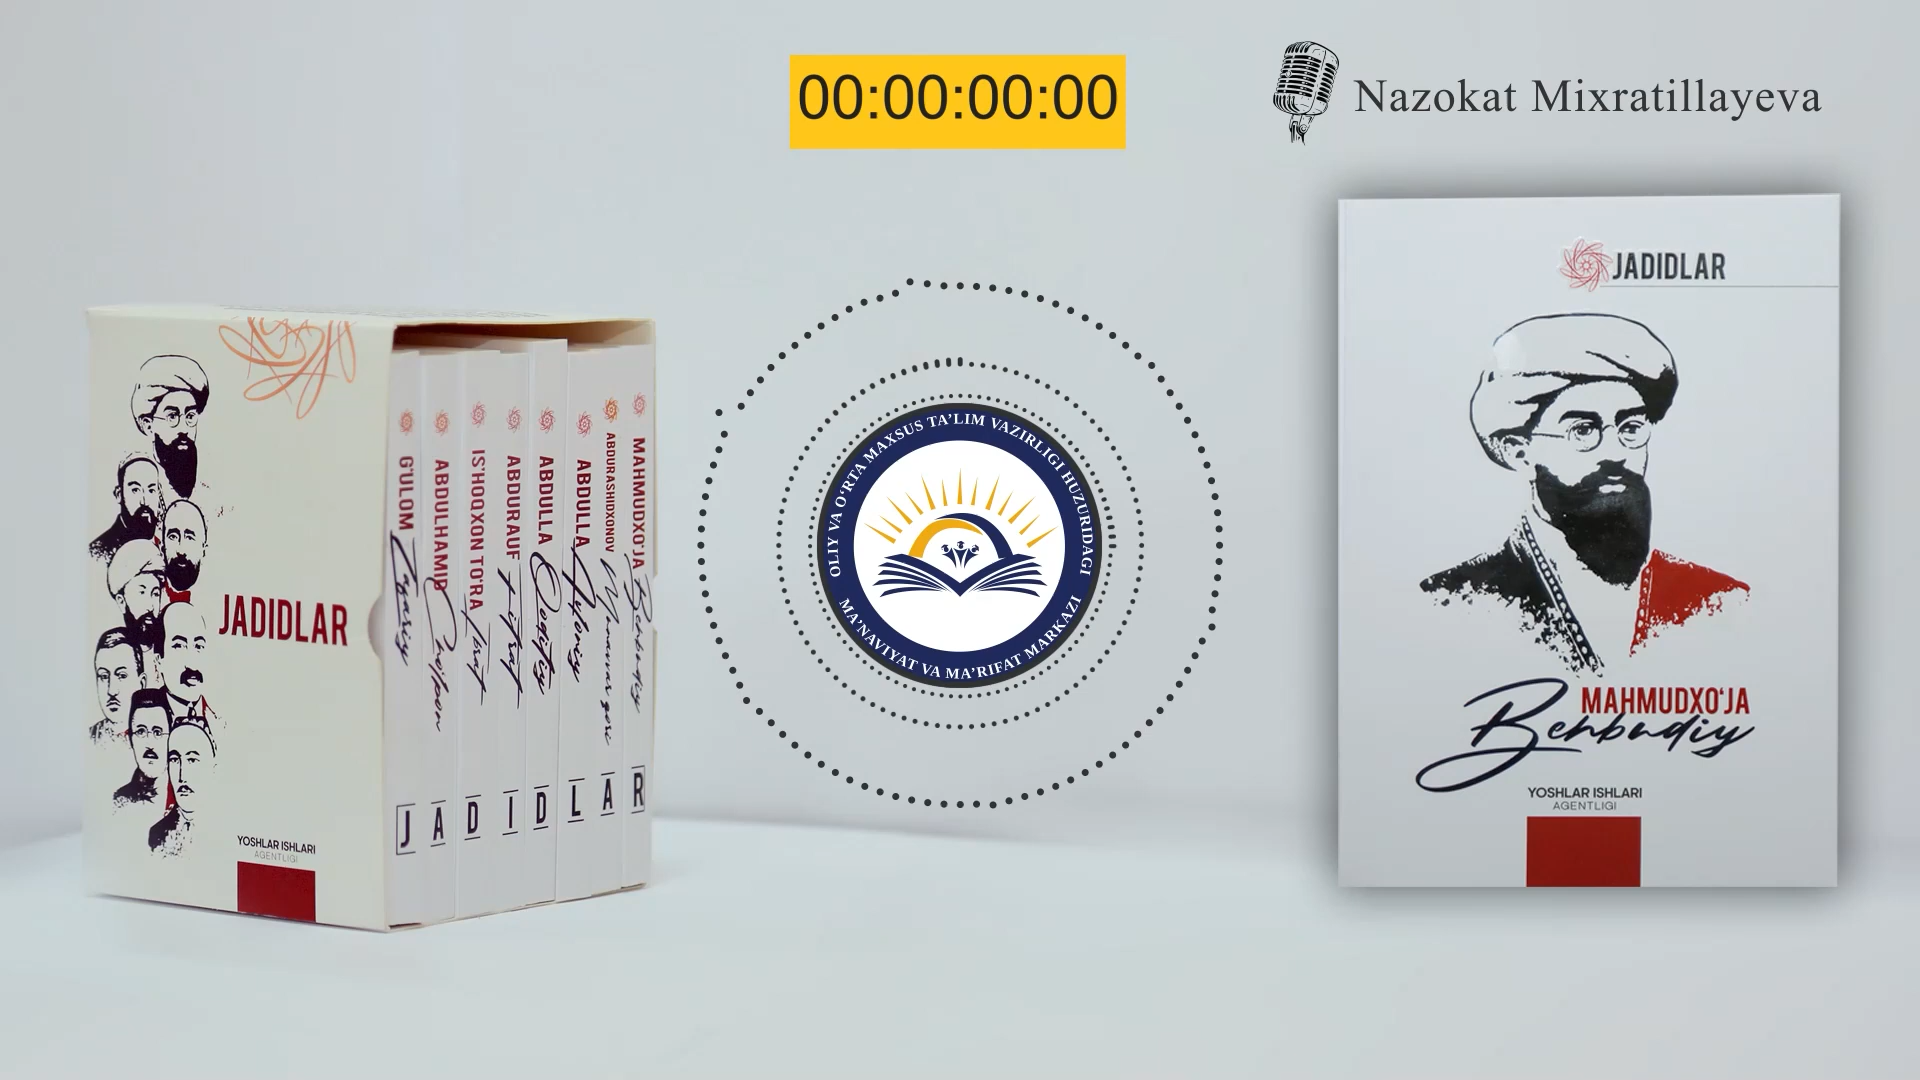 00:00:00:00
Nazokat Mixratillayeva
JADIDLAR
YOSHLAR ISHLARI
AGENTLIGI
G'ULOM Zafariy
ABDULHAMID Cho'lpon
IS'HOQXON TO'RA Ibrat
ABDURAUF Fitrat
ABDULLA Qodiriy
ABDULLA Avloniy
ABDURASHIDXONOV Munavvar qori
MAHMUDXO'JA Behbudiy
J A D I D L A R
OLIY VA O'RTA MAXSUS TA'LIM VAZIRLIGI HUZURIDAGI
MA'NAVIYAT VA MA'RIFAT MARKAZI
JADIDLAR
MAHMUDXO'JA
Behbudiy
YOSHLAR ISHLARI
AGENTLIGI